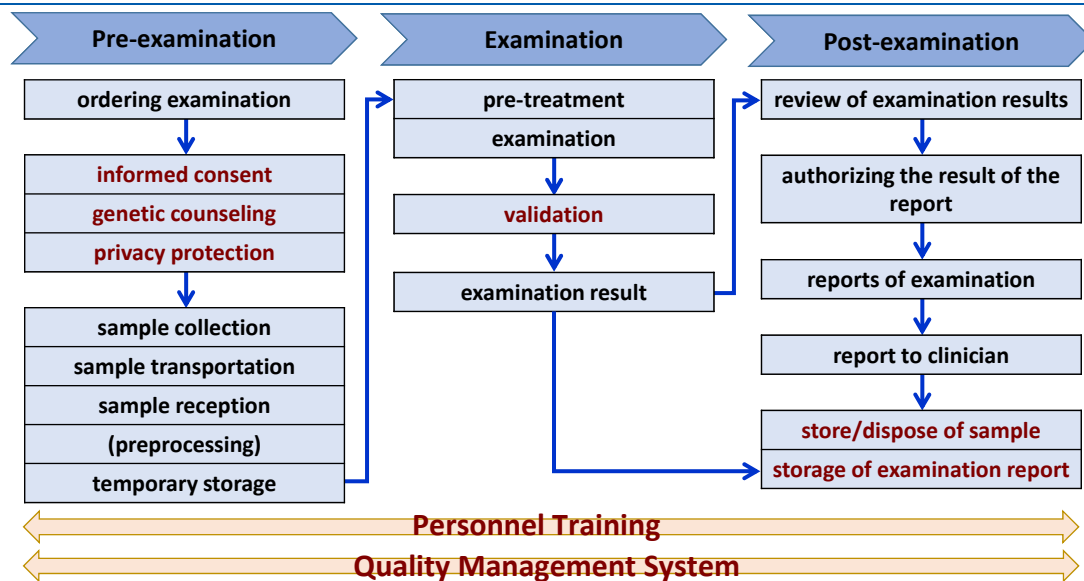 Pre-examination
ordering examination
informed consent
genetic counseling
privacy protection
sample collection
sample transportation
sample reception
(preprocessing)
temporary storage
Examination
pre-treatment
examination
validation
examination result
Post-examination
review of examination results
authorizing the result of the
report
reports of examination
report to clinician
store/dispose of sample
storage of examination report
Personnel Training
Quality Management System